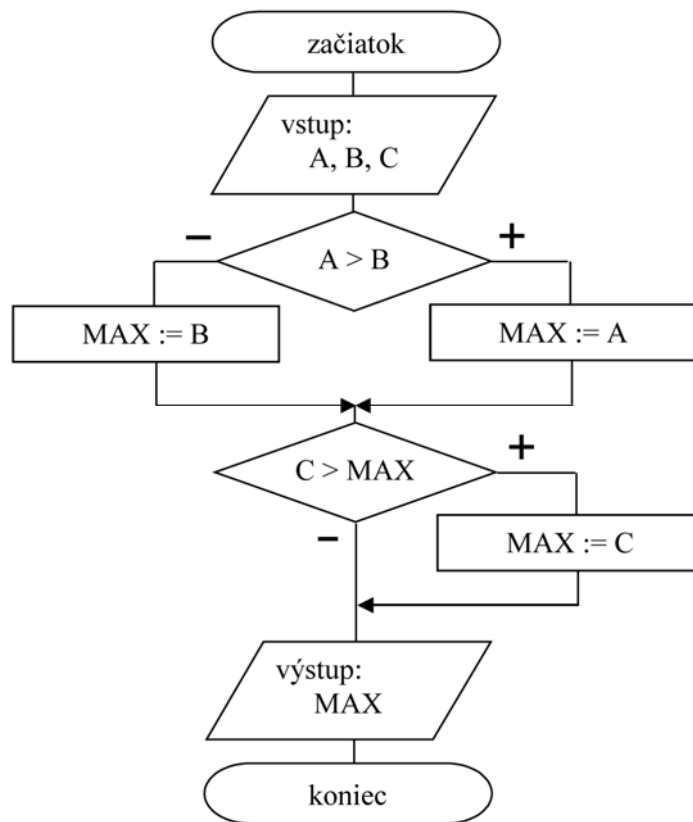 začiatok
vstup:
A, B, C
− +
A > B
MAX := B MAX := A
+
C > MAX
−
MAX := C
výstup:
MAX
koniec